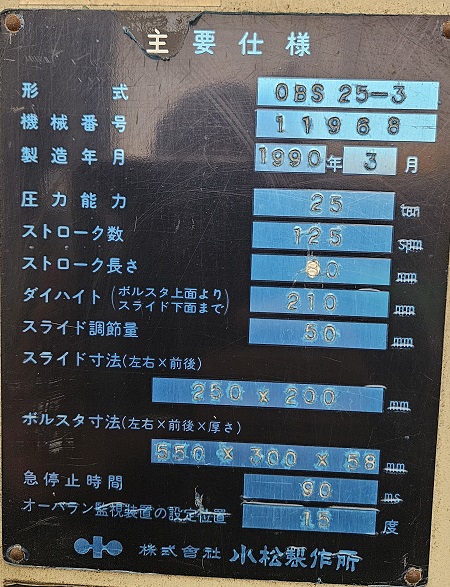 主要仕様
形式 OBS 25-3
機械番号 11968
製造年月 1990年 3月
圧力能力 25 ton
ストローク数 125 spm
ストローク長さ 80 mm
ダイハイト(ボルスタ上面より スライド下面まで) 210 mm
スライド調節量 50 mm
スライド寸法(左右×前後)
250 × 200 mm
ボルスタ寸法(左右×前後×厚さ)
550 × 300 × 58 mm
急停止時間 90 ms
オーバラン監視装置の設定位置 15 度
株式會社 小松製作所